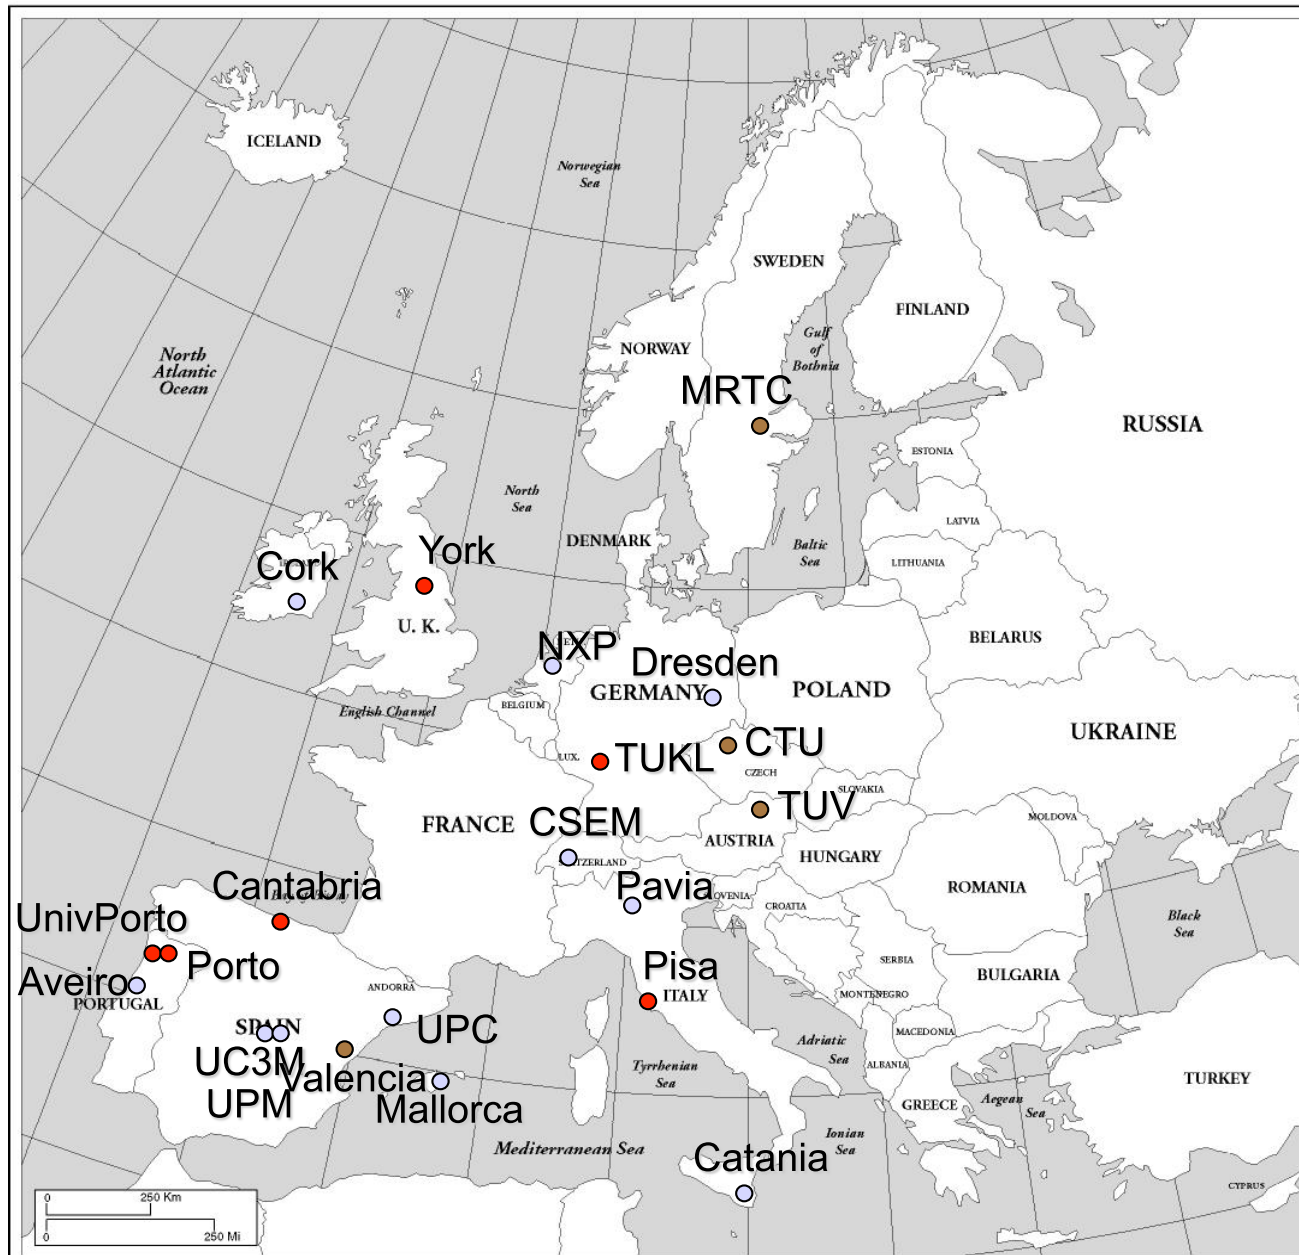 ICELAND
Norwegian
Sea
SWEDEN
FINLAND
NORWAY
Gulf
of
Bothnia
North
Atlantic
Ocean
MRTC
RUSSIA
ESTONIA
North
Sea
LATVIA
DENMARK
Baltic
Sea
LITHUANIA
York
Cork
U. K.
BELARUS
NXP
Dresden
GERMANY
POLAND
BELGIUM
English Channel
UKRAINE
CTU
LUX.
TUKL
CZECH
SLOVAKIA
TUV
MOLDOVA
CSEM
FRANCE
AUSTRIA
HUNGARY
Cantabria
Pavia
SLOVENIA
CROATIA
ROMANIA
UnivPorto
Black
Sea
Porto
Pisa
SERBIA
BULGARIA
Aveiro
PORTUGAL
ANDORRA
ITALY
MONTENEGRO
SPAIN
UPC
MACEDONIA
Adriatic
Sea
UC3M
Valencia
Tyrrhenian
Sea
ALBANIA
TURKEY
UPM
Mallorca
GREECE
Aegean
Sea
Mediterranean Sea
Ionian
Sea
Catania
CYPRUS
0
250 Km
0
250 Mi